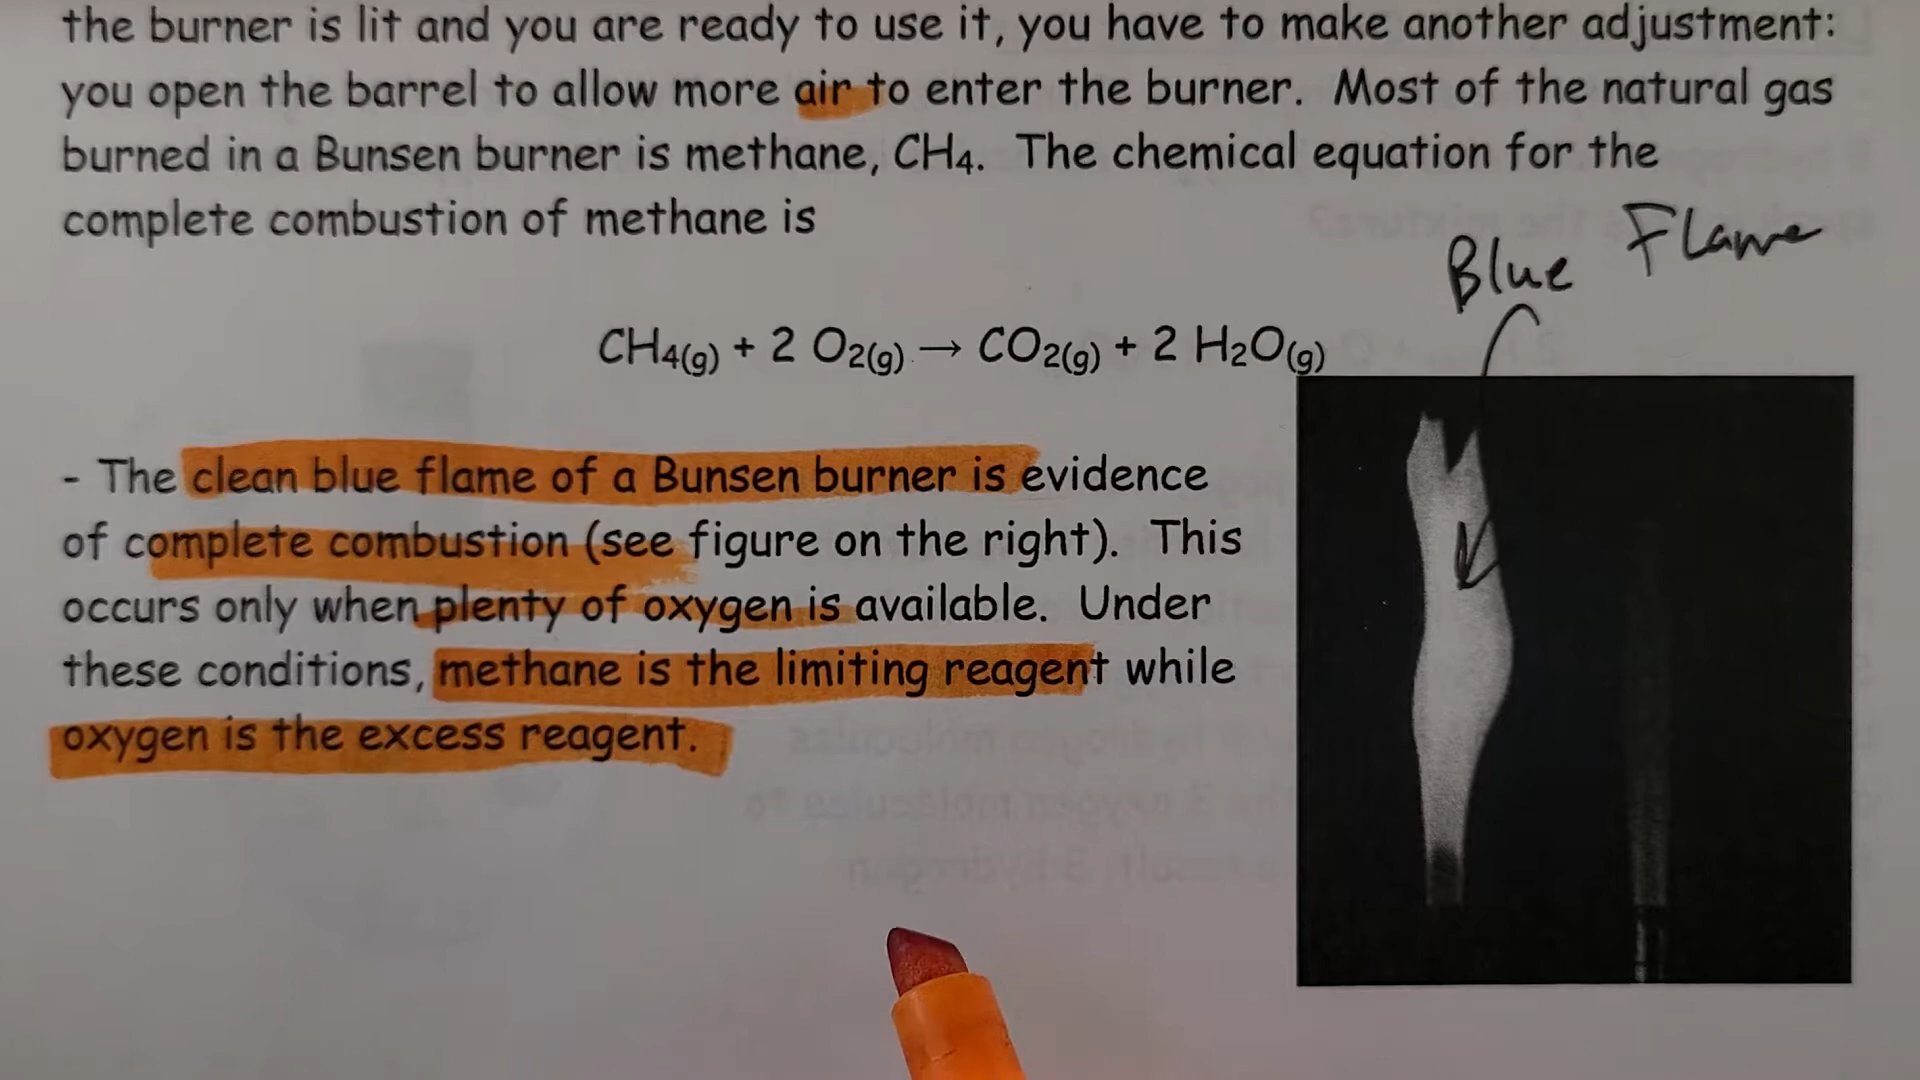 the burner is lit and you are ready to use it, you have to make another adjustment:
you open the barrel to allow more air to enter the burner. Most of the natural gas
burned in a Bunsen burner is methane, CH4. The chemical equation for the
complete combustion of methane is
Blue Flame
CH4(g) + 2 O2(g) → CO2(g) + 2 H2O(g)
- The clean blue flame of a Bunsen burner is evidence
of complete combustion (see figure on the right). This
occurs only when plenty of oxygen is available. Under
these conditions, methane is the limiting reagent while
oxygen is the excess reagent.